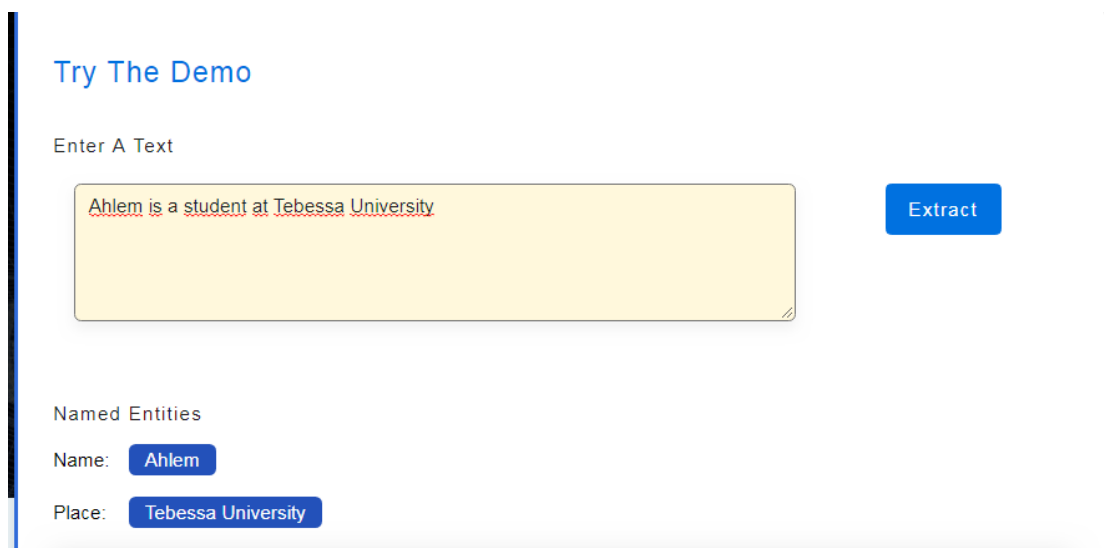 Try The Demo
Enter A Text
Ahlem is a student at Tebessa University
Extract
Named Entities
Name: Ahlem
Place: Tebessa University